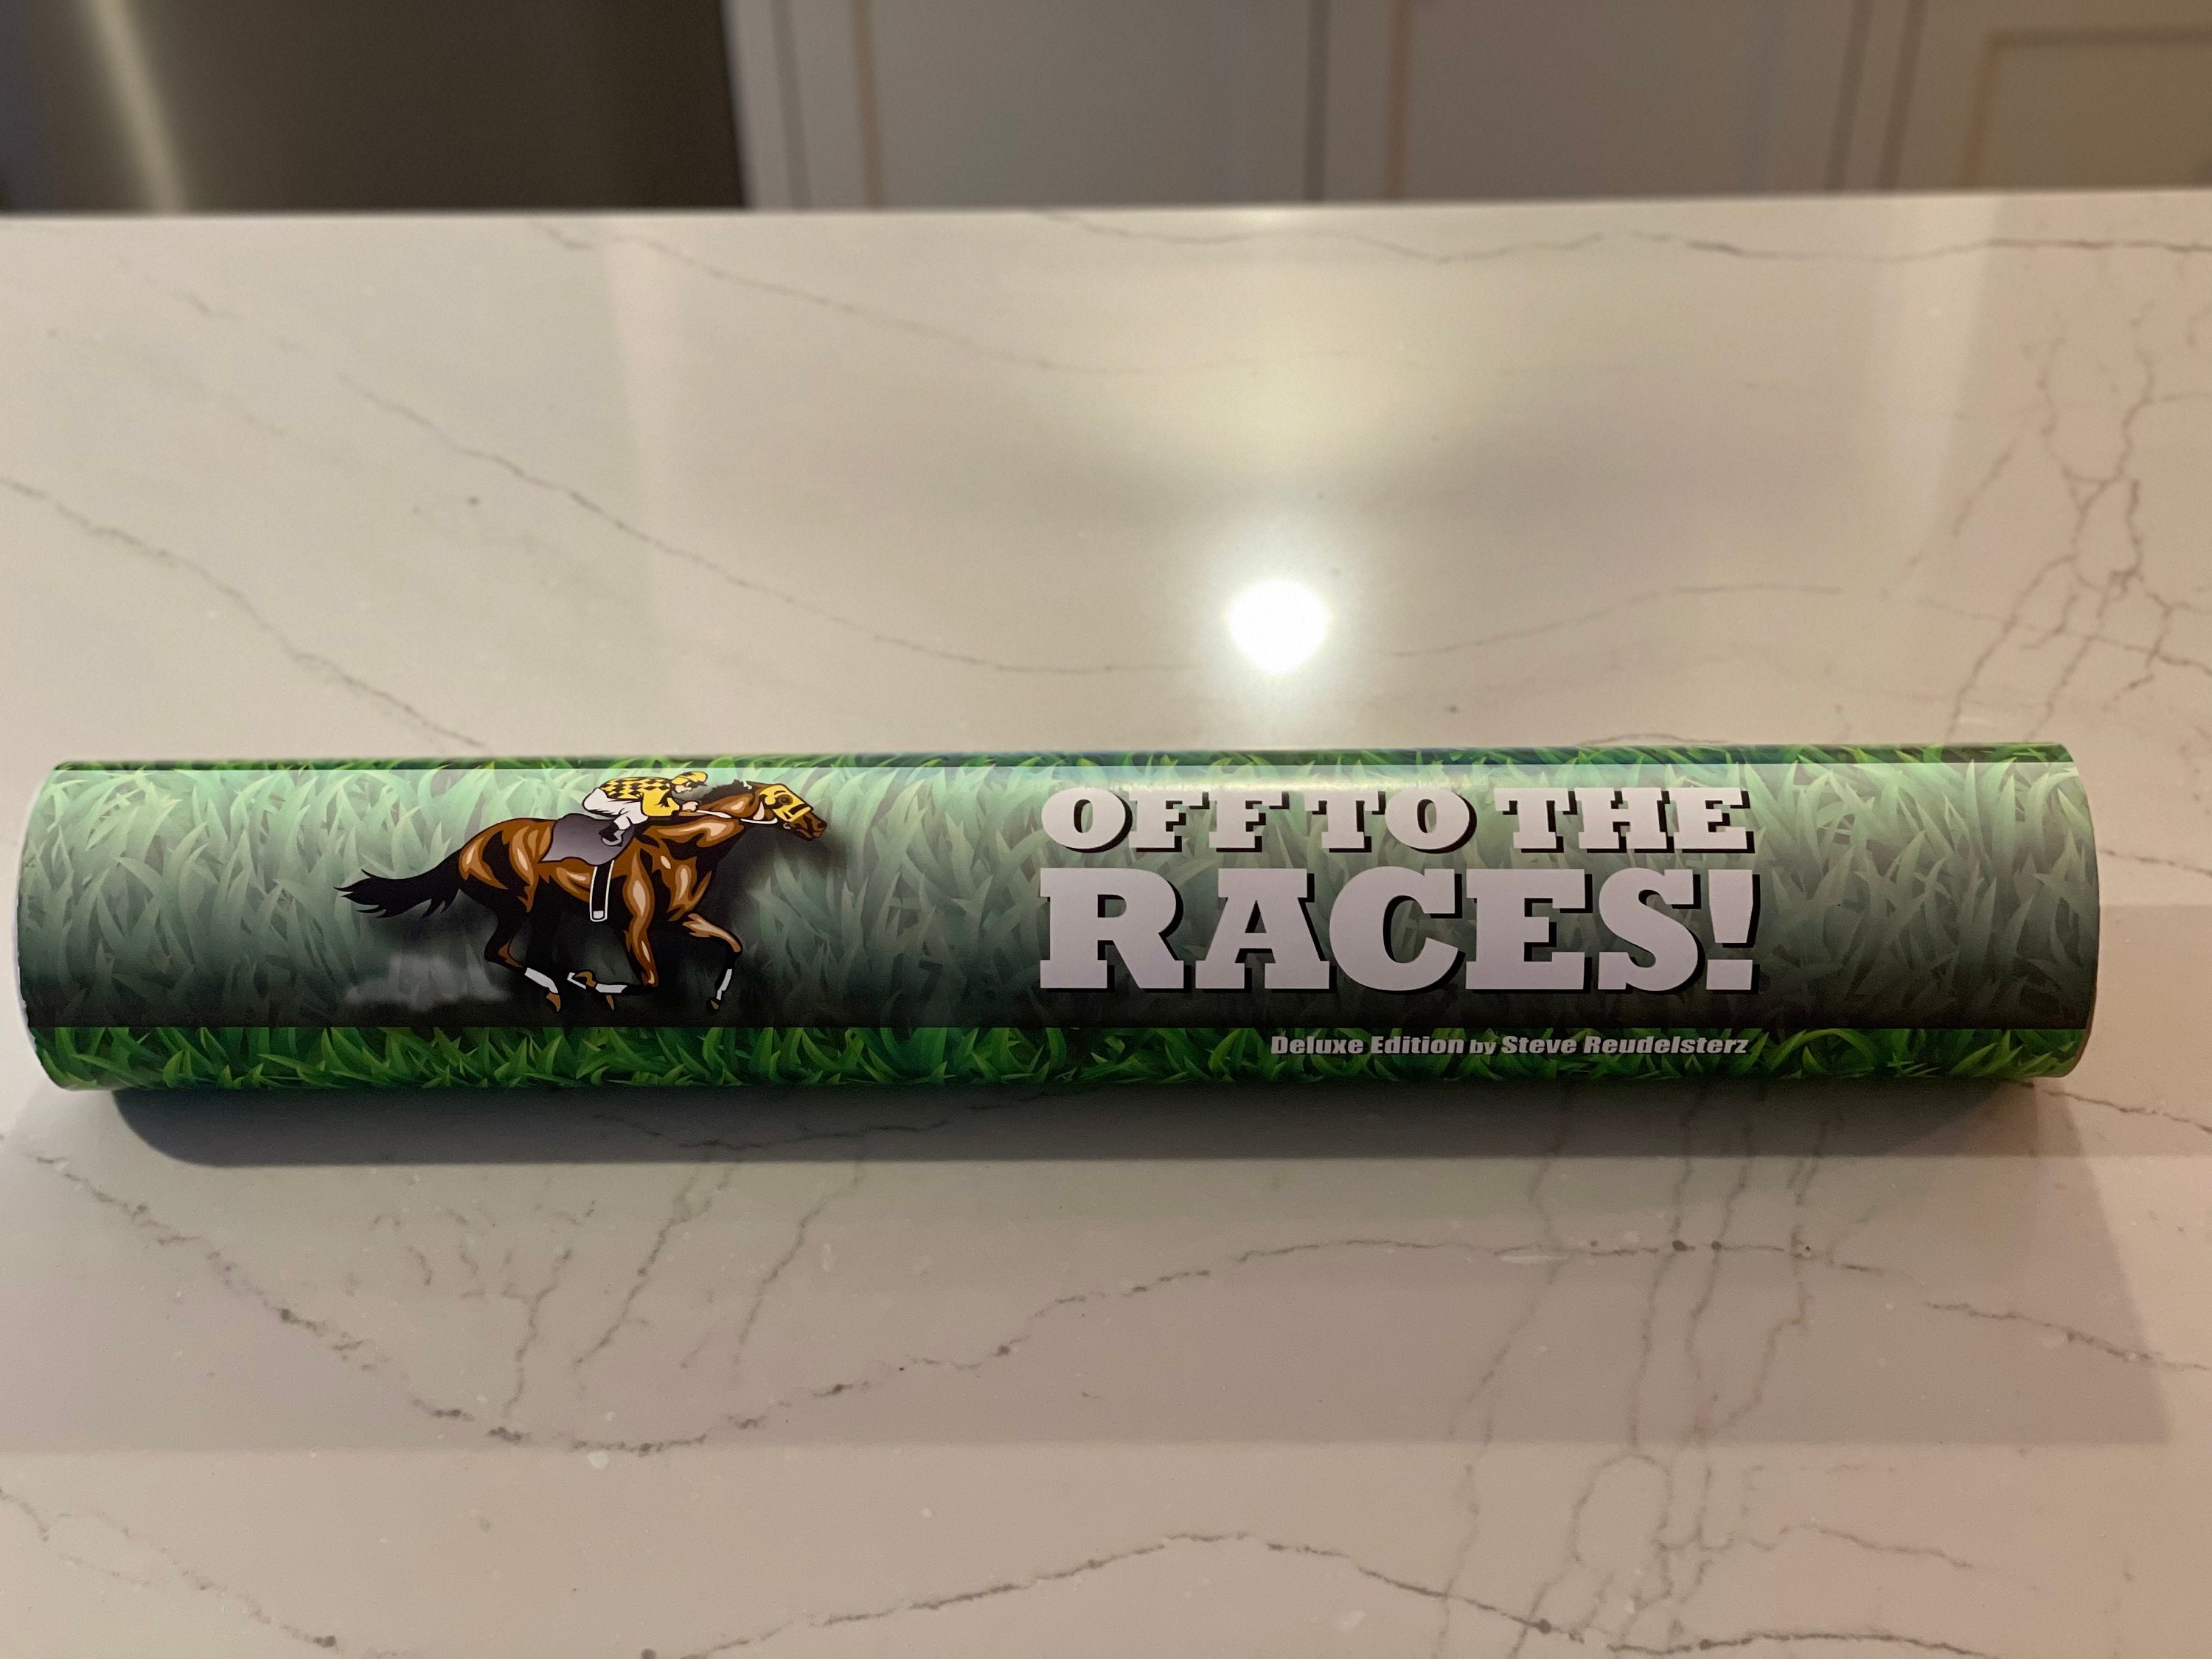 OFF TO THE
RACES!
Deluxe Edition by Steve Reudelsterz